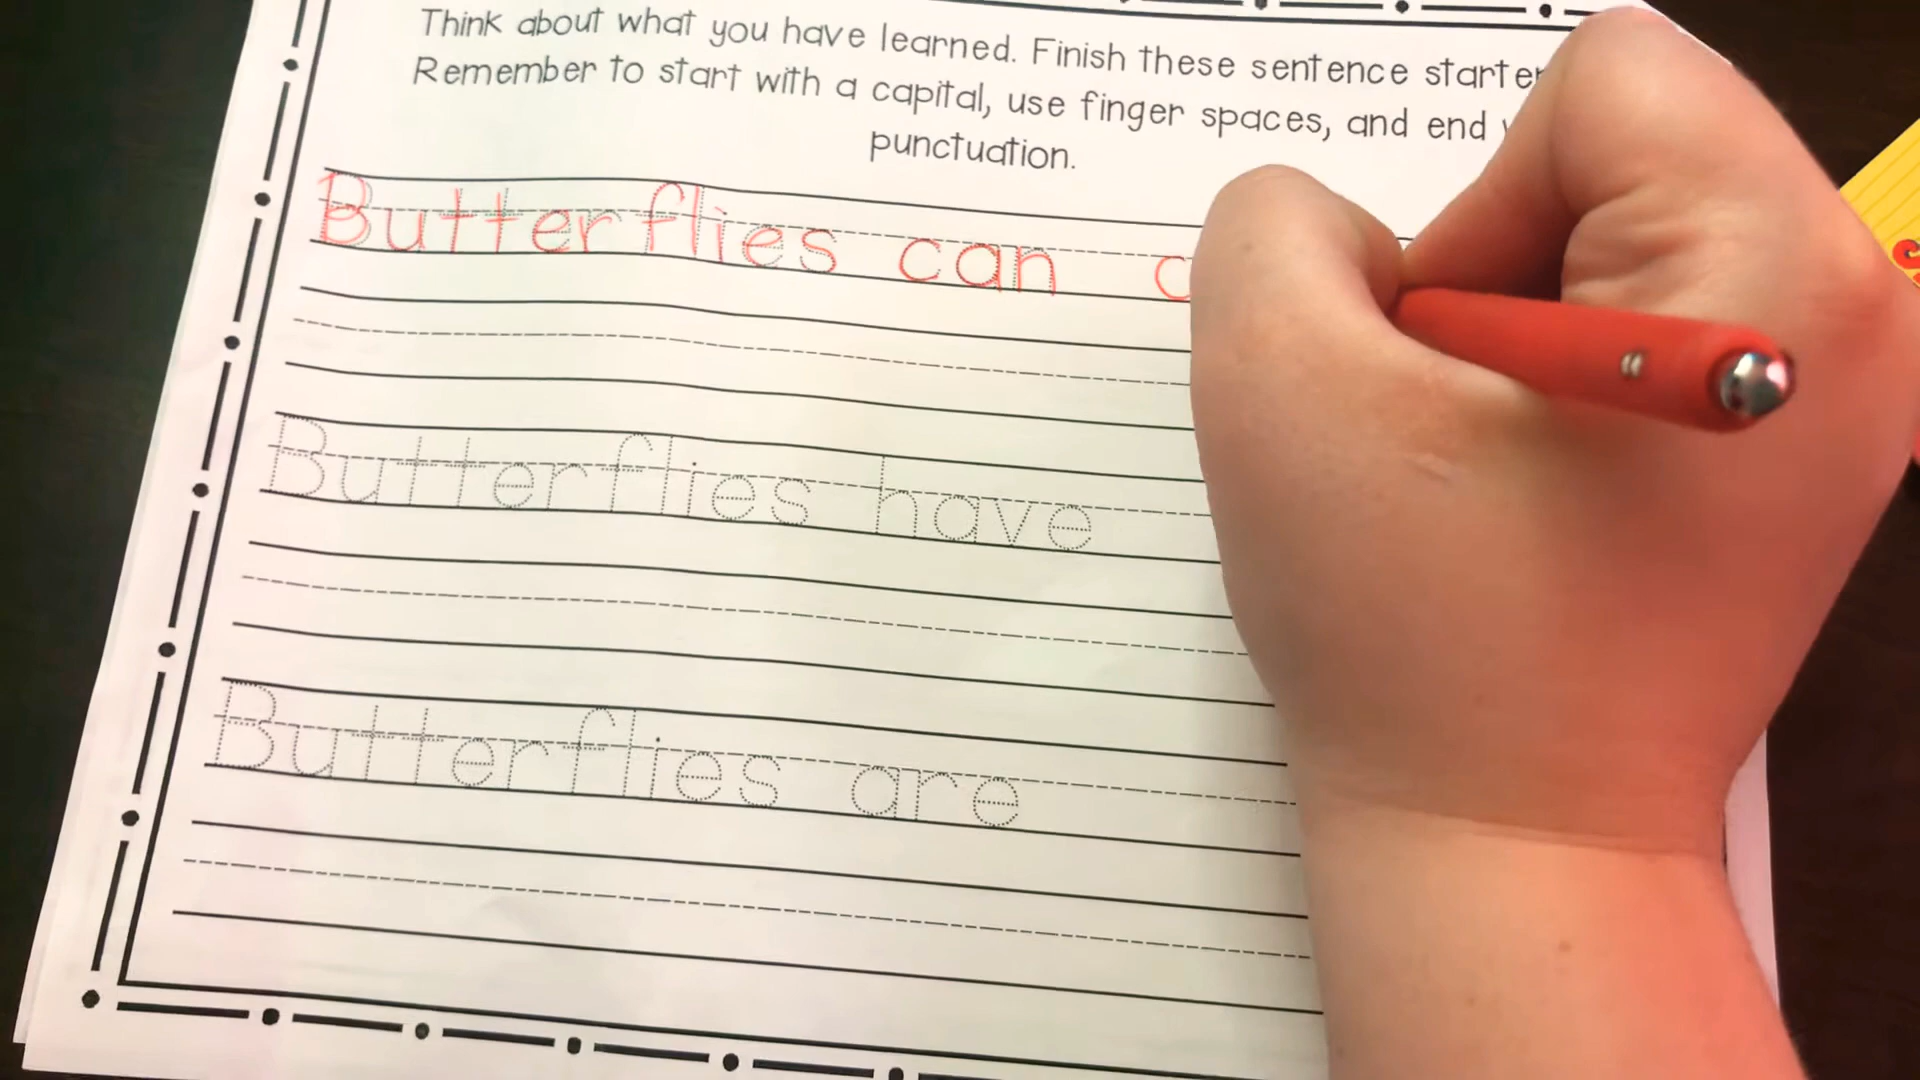 Think about what you have learned. Finish these sentence
Remember to start with a capital, use finger spaces, and end
punctuation.
Butterflies can
Butterflies have
Butterflies are